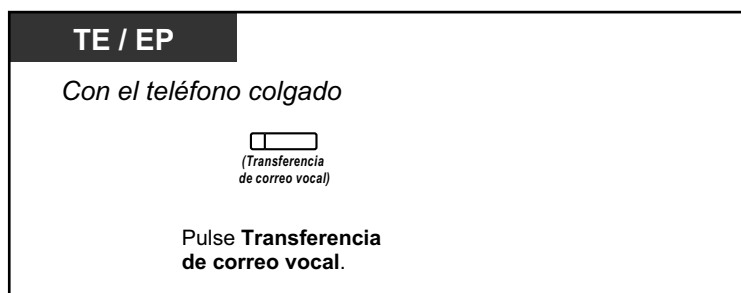 TE / EP
Con el teléfono colgado
(Transferencia
de correo vocal)
Pulse Transferencia
de correo vocal.